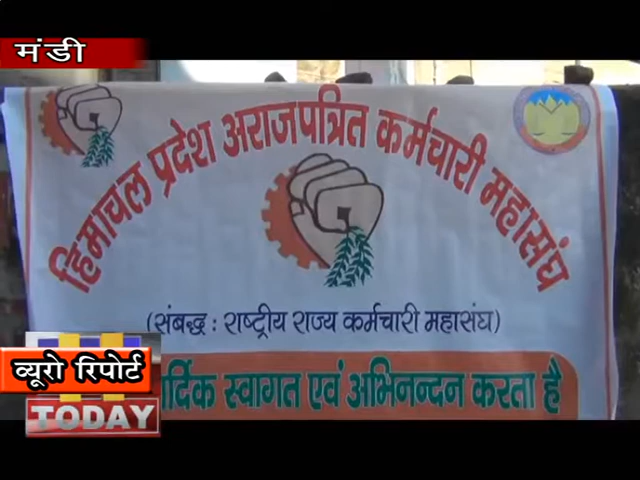 मंडी
हिमाचल प्रदेश अराजपत्रित कर्मचारी महासंघ
(संबद्ध : राष्ट्रीय राज्य कर्मचारी महासंघ)
स्वागत एवं अभिनन्दन करता है
ब्यूरो रिपोर्ट
TODAY